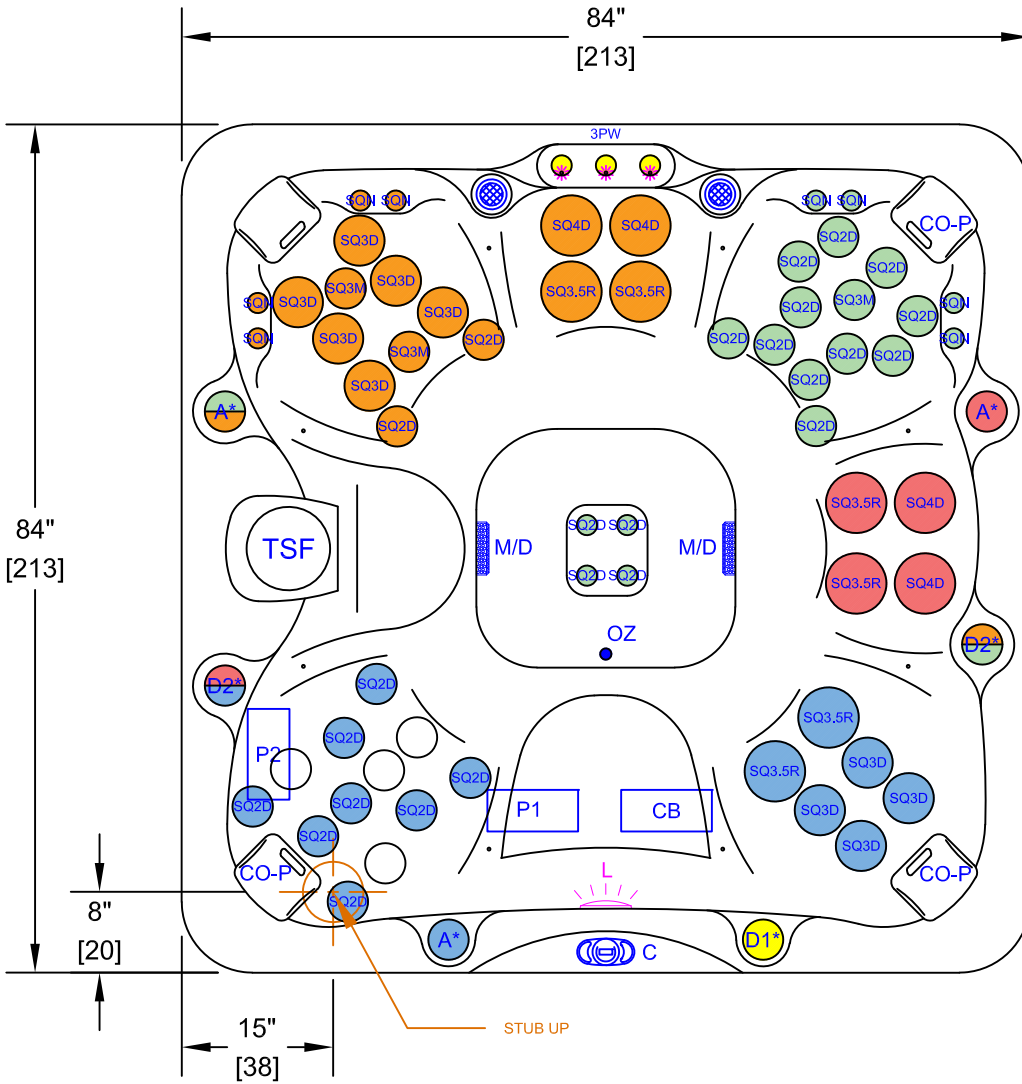 84"
[213]
3PW
SQN SQN
SQN SQN
CO-P
SQ4D SQ4D
SQ3D
SQ2D
SQ2D
SQ2D
SQ3D
SQ3M
SQ3D
SQ3.5R SQ3.5R
SQN
SQ3D
SQ2D
SQ3M
SQ2D
SQN
SQN
SQ3D
SQ3M
SQ2D
SQ2D
SQ2D
SQ2D
SQ2D
SQN
SQ3D
SQ2D
SQ2D
SQ2D
A*
A*
SQ3.5R SQ4D
84"
[213]
TSF
M/D
SQ2D SQ2D
SQ2D SQ2D
M/D
SQ3.5R SQ4D
OZ
D2*
D2*
SQ2D
SQ2D
P2
SQ3.5R
SQ3.5R
SQ3D
SQ2D
SQ2D
SQ2D
SQ2D
P1
CB
SQ3D
SQ3D
SQ2D
SQ3D
CO-P
L
CO-P
8"
[20]
SQ2D
A*
D1*
C
15"
[38]
STUB UP